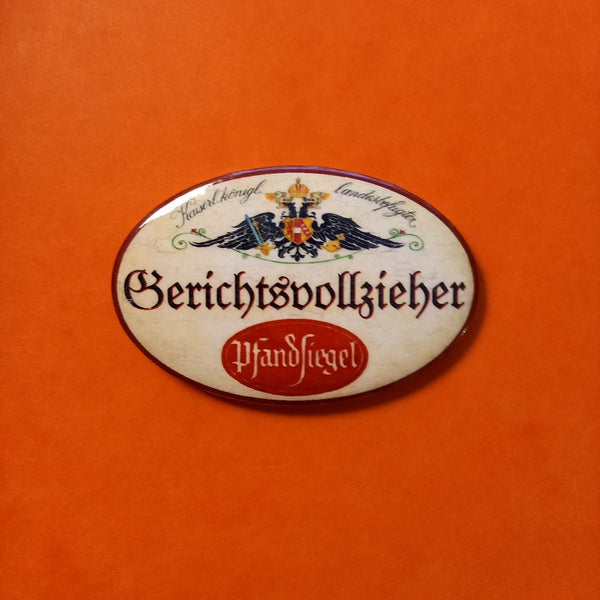 Kaiserl. königl. landesbefugter
Gerichtsvollzieher
Pfandsiegel